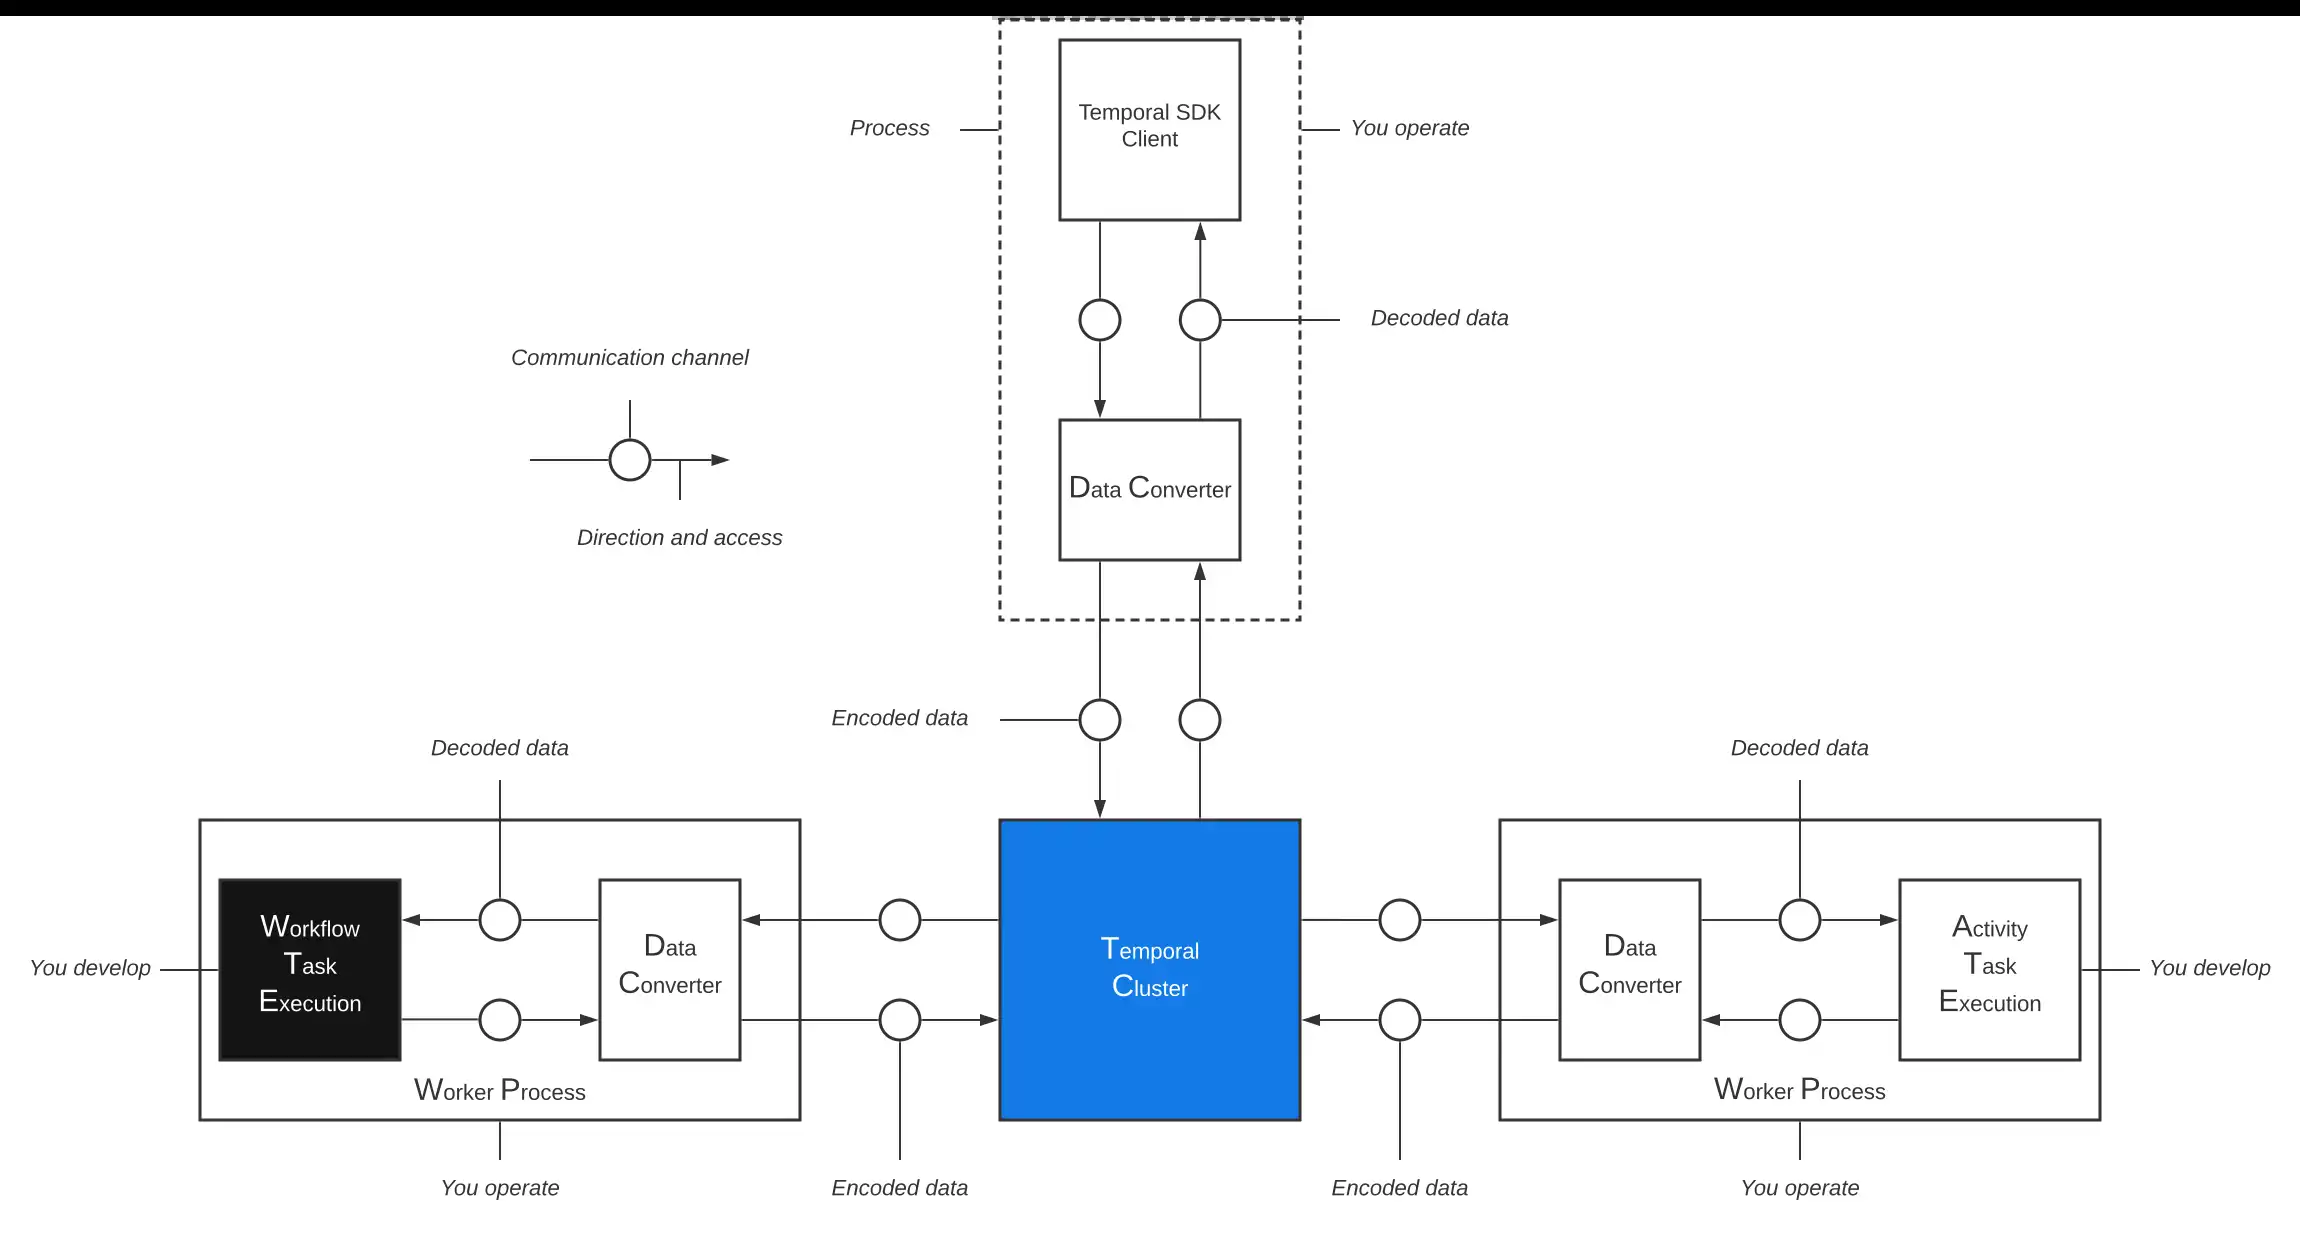 Temporal SDK
Client
Process
You operate
Decoded data
Communication channel
Direction and access
Data Converter
Encoded data
Decoded data
Decoded data
Workflow
Task
Execution
Data
Converter
Worker Process
You develop
You operate
Encoded data
Temporal
Cluster
Encoded data
Data
Converter
Activity
Task
Execution
Worker Process
You develop
You operate